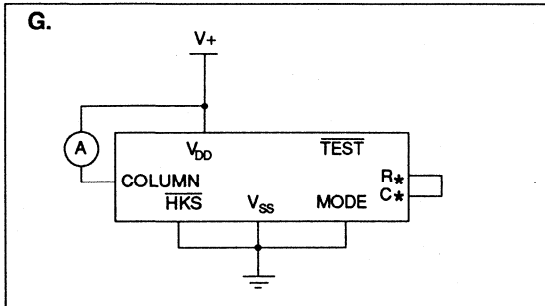 G.
V+
A
VDD
TEST
COLUMN
R*
C*
HKS
VSS
MODE